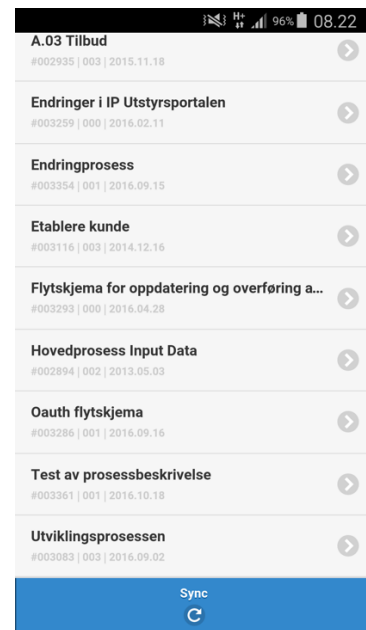 96% 08.22
A.03 Tilbud
#002935 | 003 | 2015.11.18
Endringer i IP Utstyrsportalen
#003259 | 000 | 2016.02.11
Endringprosess
#003354 | 001 | 2016.09.15
Etablere kunde
#003116 | 003 | 2014.12.16
Flytskjema for oppdatering og overføring a...
#003293 | 000 | 2016.04.28
Hovedprosess Input Data
#002894 | 002 | 2013.05.03
Oauth flytskjema
#003286 | 001 | 2016.09.16
Test av prosessbeskrivelse
#003361 | 001 | 2016.10.18
Utviklingsprosessen
#003083 | 003 | 2016.09.02
Sync